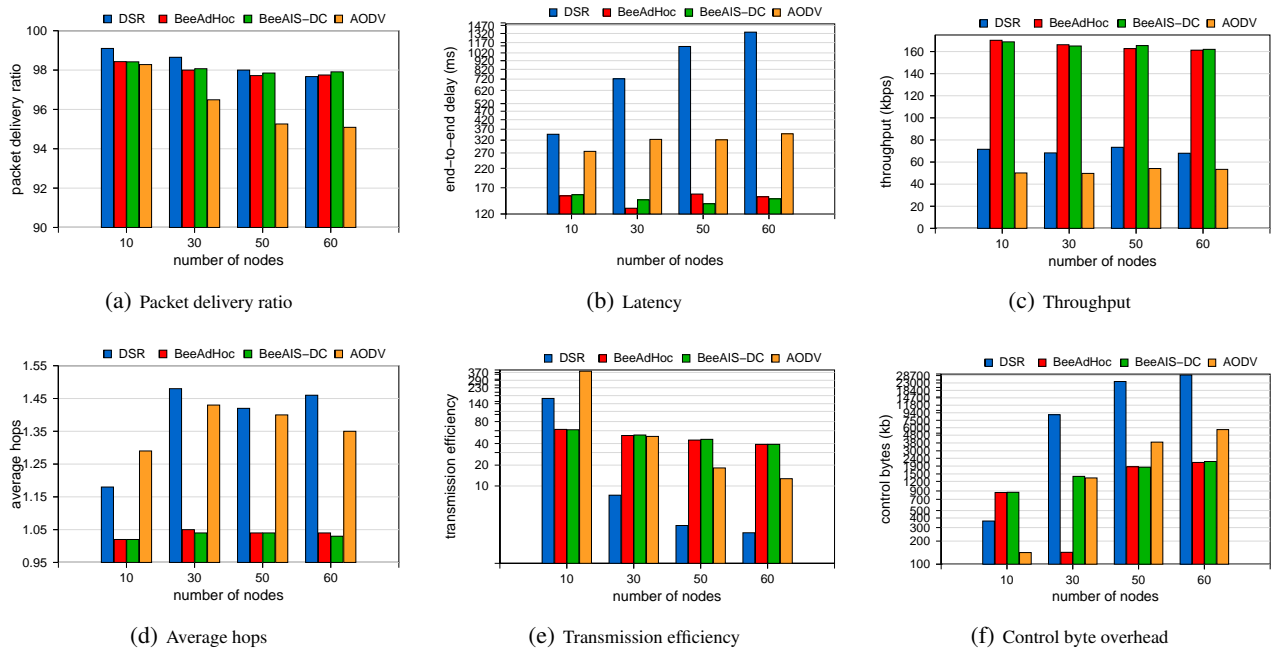 DSR BeeAdHoc BeeAIS−DC AODV
packet delivery ratio
100
98
96
94
92
90
10 30 50 60
number of nodes
(a) Packet delivery ratio
DSR BeeAdHoc BeeAIS−DC AODV
end−to−end delay (ms)
1470
1320
1170
1020
920
820
720
620
520
470
420
370
320
270
220
170
120
10 30 50 60
number of nodes
(b) Latency
DSR BeeAdHoc BeeAIS−DC AODV
throughput (kbps)
160
140
120
100
80
60
40
20
0
10 30 50 60
number of nodes
(c) Throughput
DSR BeeAdHoc BeeAIS−DC AODV
average hops
1.55
1.45
1.35
1.25
1.15
1.05
0.95
10 30 50 60
number of nodes
(d) Average hops
DSR BeeAdHoc BeeAIS−DC AODV
transmission efficiency
370
290
230
140
80
40
20
10
10 30 50 60
number of nodes
(e) Transmission efficiency
DSR BeeAdHoc BeeAIS−DC AODV
control bytes (kb)
28700
23000
18400
14700
11800
9400
7500
6000
4800
3800
3000
2400
1900
1500
1200
900
700
500
400
300
200
100
10 30 50 60
number of nodes
(f) Control byte overhead